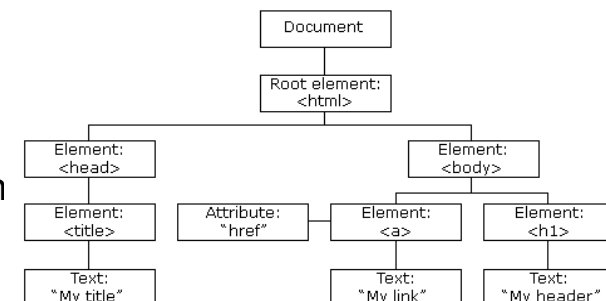 Document
Root element:
<html>
Element:
<head>
Element:
<body>
Element:
<title>
Attribute:
"href"
Element:
<a>
Element:
<h1>
Text:
"My title"
Text:
"My link"
Text:
"My header"